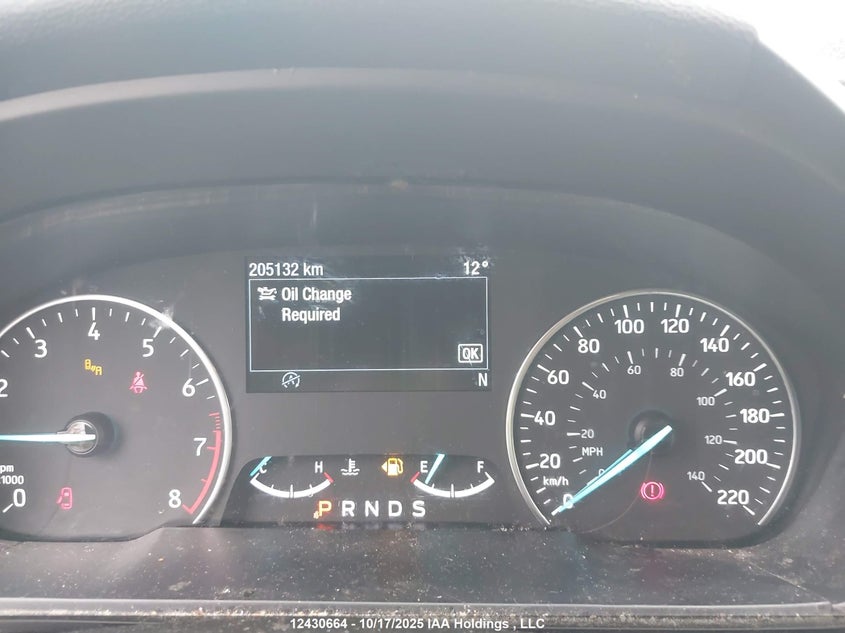 205132 km 12°
Oil Change
Required
OK
N
2 3 4 5 6 7 8
pm
1000
0
C H E F
P R N D S
0 20 40 60 80 100 120 140 160 180 200 220
20 40 60 80 100 120 140
MPH
km/h
12430664 - 10/17/2025 IAA Holdings , LLC